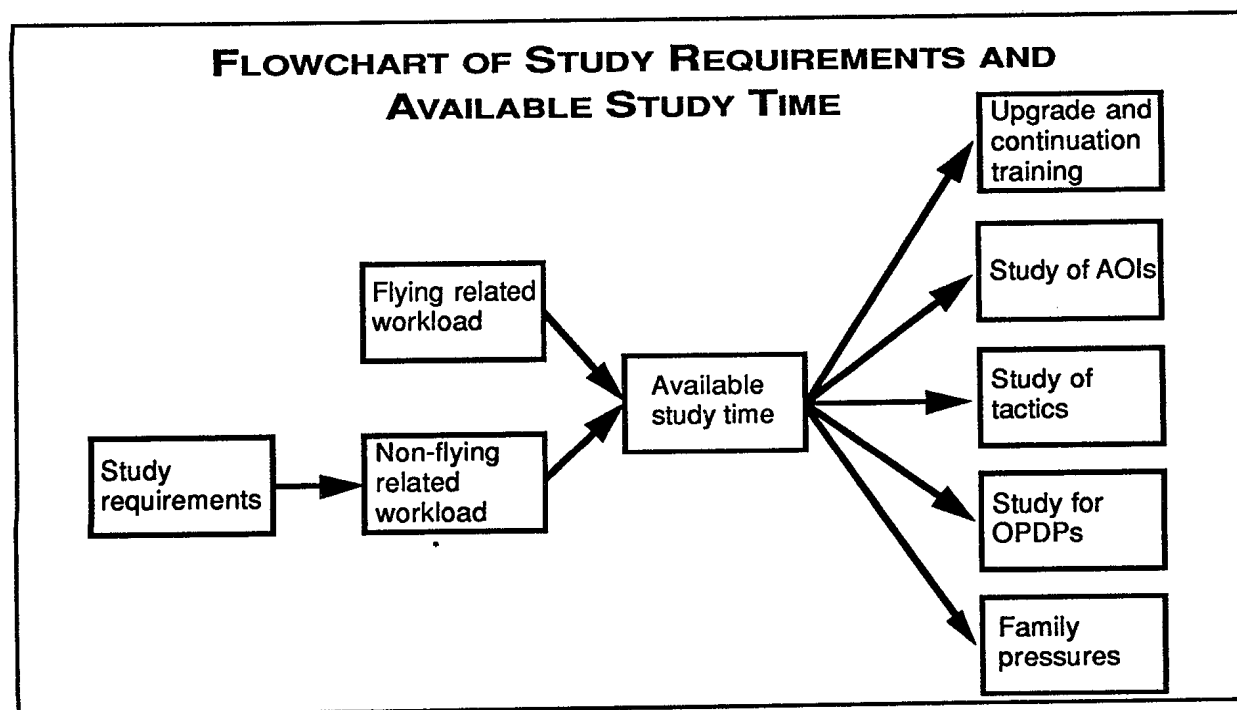 FLOWCHART OF STUDY REQUIREMENTS AND
AVAILABLE STUDY TIME
Study
requirements
Flying related
workload
Non-flying
related
workload
Available
study time
Upgrade and
continuation
training
Study of AOIs
Study of
tactics
Study for
OPDPs
Family
pressures